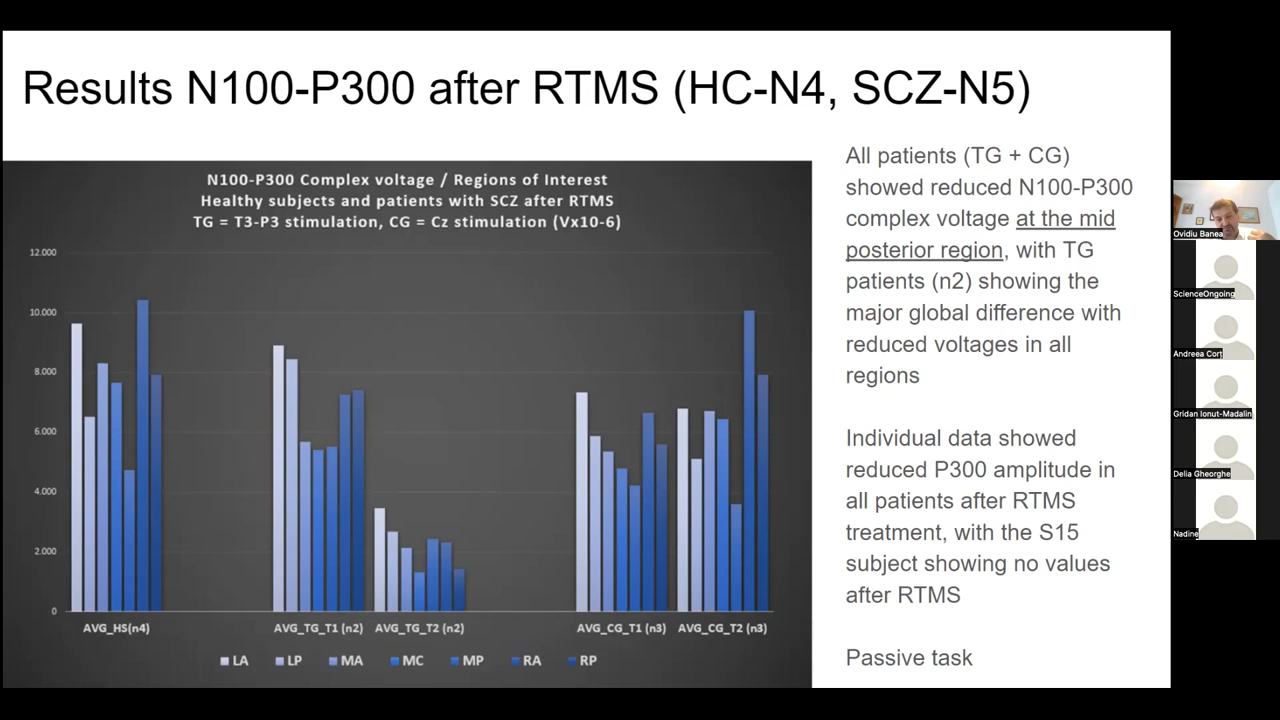 Results N100-P300 after RTMS (HC-N4, SCZ-N5)
N100-P300 Complex voltage / Regions of Interest
Healthy subjects and patients with SCZ after RTMS
TG = T3-P3 stimulation, CG = Cz stimulation (Vx10-6)
12.000
10.000
8.000
6.000
4.000
2.000
0
AVG_HS(n4)
AVG_TG_T1 (n2)
AVG_TG_T2 (n2)
AVG_CG_T1 (n3)
AVG_CG_T2 (n3)
LA
LP
MA
MC
MP
RA
RP
All patients (TG + CG)
showed reduced N100-P300
complex voltage at the mid
posterior region, with TG
patients (n2) showing the
major global difference with
reduced voltages in all
regions
Individual data showed
reduced P300 amplitude in
all patients after RTMS
treatment, with the S15
subject showing no values
after RTMS
Passive task
Ovidiu Banea
ScienceOngoing
Andreea Corț
Gridan Ionut-Madalin
Delia Gheorghe
Nadine